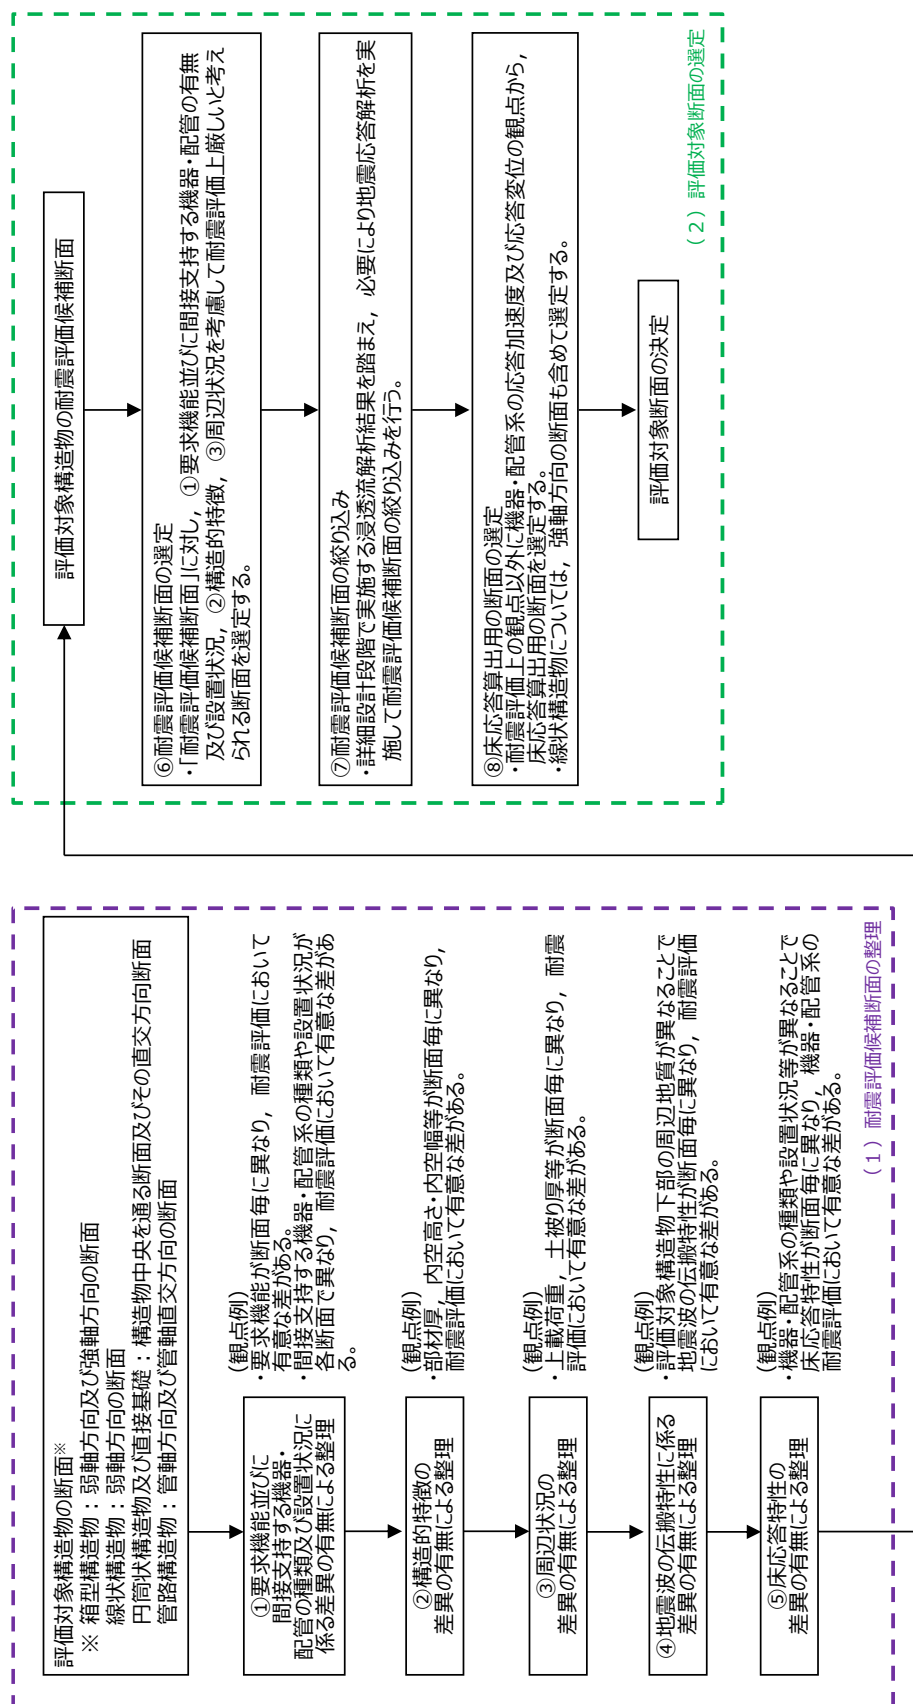 評価対象構造物の断面※
※ 箱型構造物：弱軸方向及び強軸方向の断面
線状構造物：弱軸方向の断面
円筒状構造物及び直接基礎：構造物中央を通る断面及びその直交方向断面
管路構造物：管軸方向及び管軸直交方向の断面
①要求機能並びに
間接支持する機器・
配管の種類及び設置状況に
係る差異の有無による整理
（観点例）
・要求機能が断面毎に異なり，耐震評価において
有意な差がある。
・間接支持する機器・配管系の種類や設置状況が
各断面で異なり，耐震評価において有意な差があ
る。
②構造的特徴の
差異の有無による整理
（観点例）
・部材厚，内空高さ・内空幅等が断面毎に異なり，
耐震評価において有意な差がある。
③周辺状況の
差異の有無による整理
（観点例）
・上載荷重，土被り厚等が断面毎に異なり，耐震
評価において有意な差がある。
④地震波の伝搬特性に係る
差異の有無による整理
（観点例）
・評価対象構造物下部の周辺地質が異なることで
地震波の伝搬特性が断面毎に異なり，耐震評価
において有意な差がある。
⑤床応答特性の
差異の有無による整理
（観点例）
・機器・配管系の種類や設置状況等が異なることで
床応答特性が断面毎に異なり，機器・配管系の
耐震評価において有意な差がある。
（1）耐震評価候補断面の整理
評価対象構造物の耐震評価候補断面
⑥耐震評価候補断面の選定
・「耐震評価候補断面」に対し，①要求機能並びに間接支持する機器・配管の有無
及び設置状況，②構造的特徴，③周辺状況を考慮して耐震評価上厳しいと考え
られる断面を選定する。
⑦耐震評価候補断面の絞り込み
・詳細設計段階で実施する浸透流解析結果を踏まえ，必要により地震応答解析を実
施して耐震評価候補断面の絞り込みを行う。
⑧床応答算出用の断面の選定
・耐震評価上の観点以外に機器・配管系の応答加速度及び応答変位の観点から，
床応答算出用の断面を選定する。
・線状構造物については，強軸方向の断面も含めて選定する。
評価対象断面の決定
（2）評価対象断面の選定